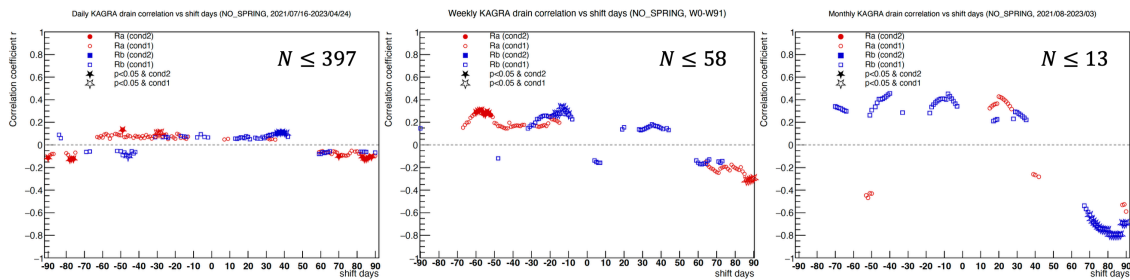 Daily KAGRA drain correlation vs shift days (NO_SPRING, 2021/07/16-2023/04/24)
Correlation coefficient r
Ra (cond2)
Ra (cond1)
Rb (cond2)
Rb (cond1)
p<0.05 & cond2
p<0.05 & cond1
N ≤ 397
1
0.8
0.6
0.4
0.2
0
−0.2
−0.4
−0.6
−0.8
−1
-90 -80 -70 -60 -50 -40 -30 -20 -10 0 10 20 30 40 50 60 70 80 90
shift days
Weekly KAGRA drain correlation vs shift days (NO_SPRING, W0-W91)
Correlation coefficient r
Ra (cond2)
Ra (cond1)
Rb (cond2)
Rb (cond1)
p<0.05 & cond2
p<0.05 & cond1
N ≤ 58
1
0.8
0.6
0.4
0.2
0
−0.2
−0.4
−0.6
−0.8
−1
-90 -80 -70 -60 -50 -40 -30 -20 -10 0 10 20 30 40 50 60 70 80 90
shift days
Monthly KAGRA drain correlation vs shift days (NO_SPRING, 2021/08-2023/03)
Correlation coefficient r
Ra (cond2)
Ra (cond1)
Rb (cond2)
Rb (cond1)
p<0.05 & cond2
p<0.05 & cond1
N ≤ 13
1
0.8
0.6
0.4
0.2
0
−0.2
−0.4
−0.6
−0.8
−1
-90 -80 -70 -60 -50 -40 -30 -20 -10 0 10 20 30 40 50 60 70 80 90
shift days